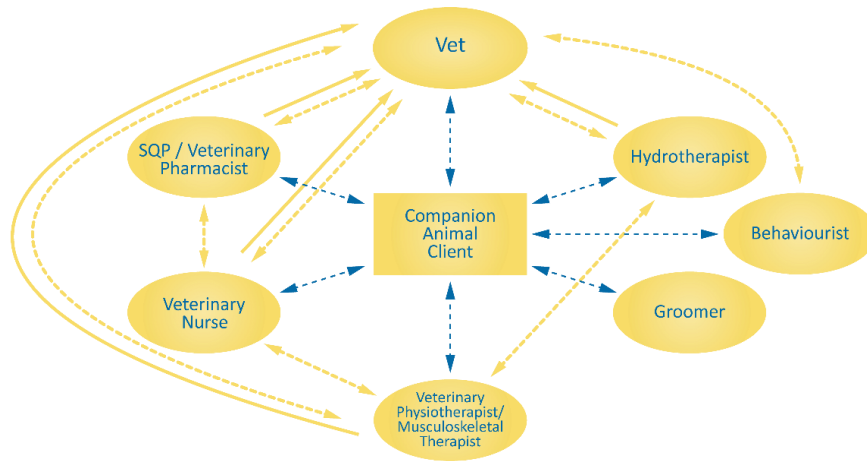 Vet
SQP / Veterinary
Pharmacist
Hydrotherapist
Companion
Animal
Client
Behaviourist
Veterinary
Nurse
Groomer
Veterinary
Physiotherapist/
Musculoskeletal
Therapist